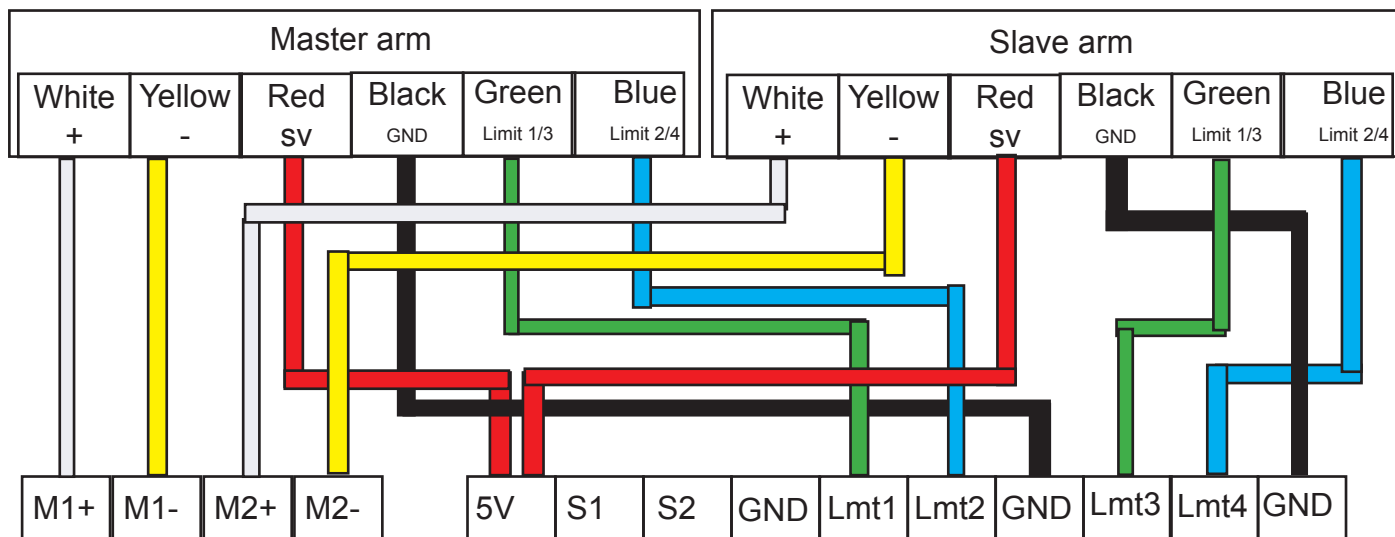 Master arm
Slave arm
White Yellow Red Black Green Blue
+ - sv GND Limit 1/3 Limit 2/4
White Yellow Red Black Green Blue
+ - sv GND Limit 1/3 Limit 2/4
M1+ M1- M2+ M2- 5V S1 S2 GND Lmt1 Lmt2 GND Lmt3 Lmt4 GND